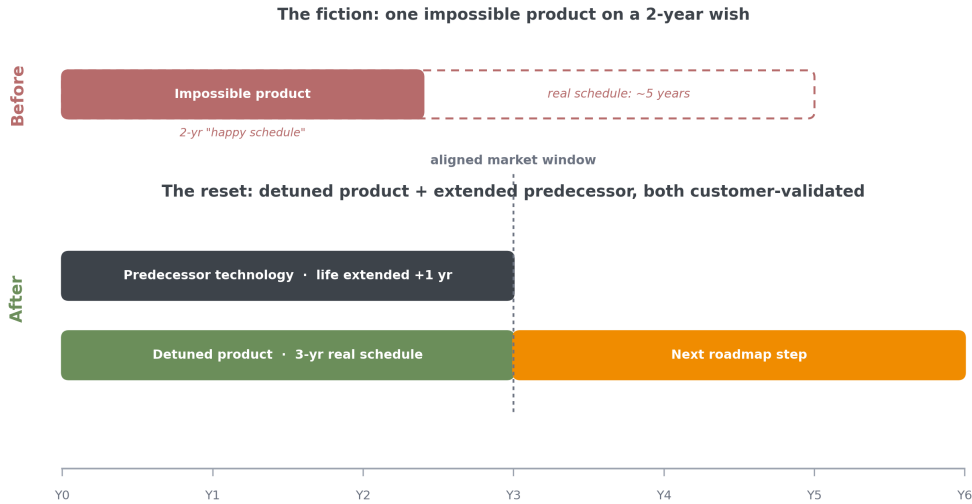 The fiction: one impossible product on a 2-year wish
Before
Impossible product
real schedule: ~5 years
2-yr "happy schedule"
aligned market window
The reset: detuned product + extended predecessor, both customer-validated
After
Predecessor technology · life extended +1 yr
Detuned product · 3-yr real schedule
Next roadmap step
Y0 Y1 Y2 Y3 Y4 Y5 Y6